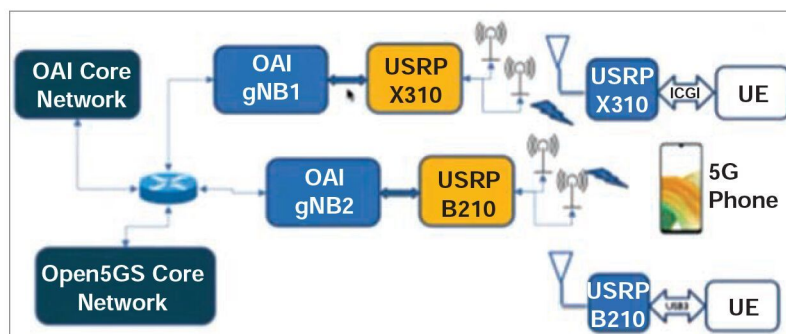 OAI Core
Network
OAI
gNB1
USRP
X310
USRP
X310
ICGI
UE
OAI
gNB2
USRP
B210
5G
Phone
Open5GS Core
Network
USRP
B210
USB3
UE